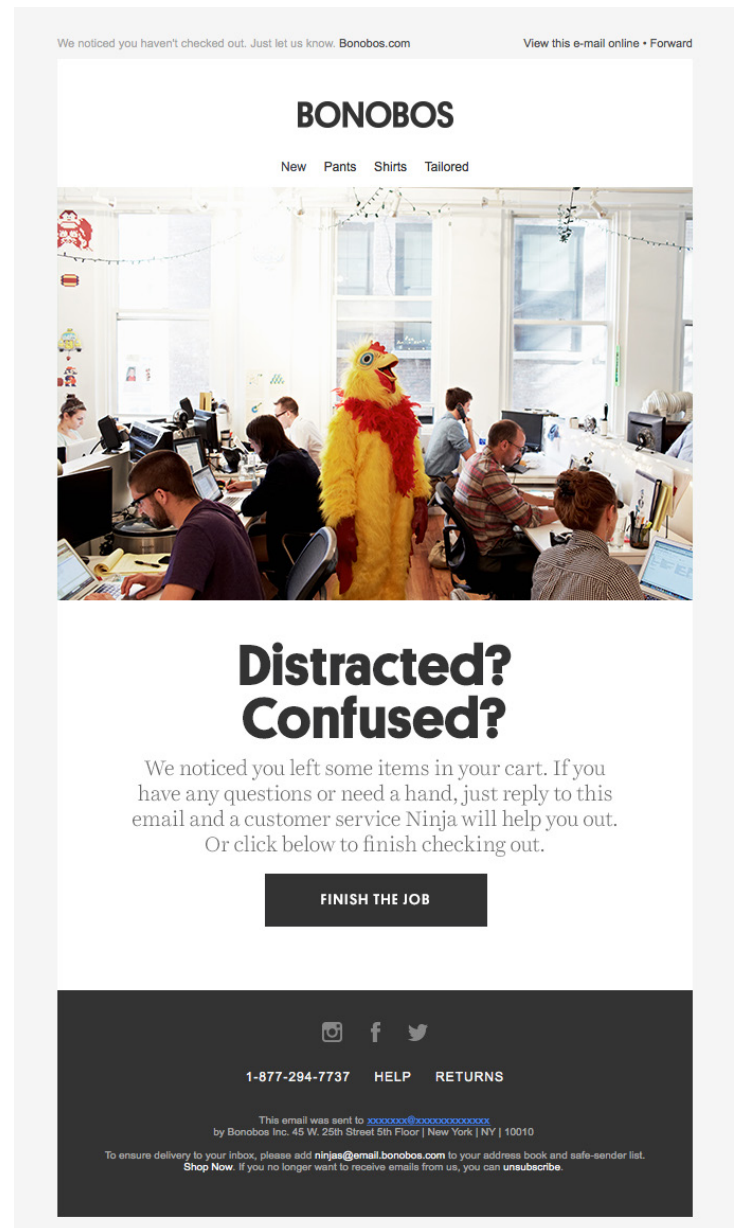 We noticed you haven't checked out. Just let us know. Bonobos.com
View this e-mail online • Forward
BONOBOS
New Pants Shirts Tailored
Distracted?
Confused?
We noticed you left some items in your cart. If you
have any questions or need a hand, just reply to this
email and a customer service Ninja will help you out.
Or click below to finish checking out.
FINISH THE JOB
1-877-294-7737 HELP RETURNS
This email was sent to xxxxxxx@xxxxxxxxxxxxx
by Bonobos Inc. 45 W. 25th Street 5th Floor | New York | NY | 10010
To ensure delivery to your inbox, please add ninjas@email.bonobos.com to your address book and safe-sender list.
Shop Now. If you no longer want to receive emails from us, you can unsubscribe.